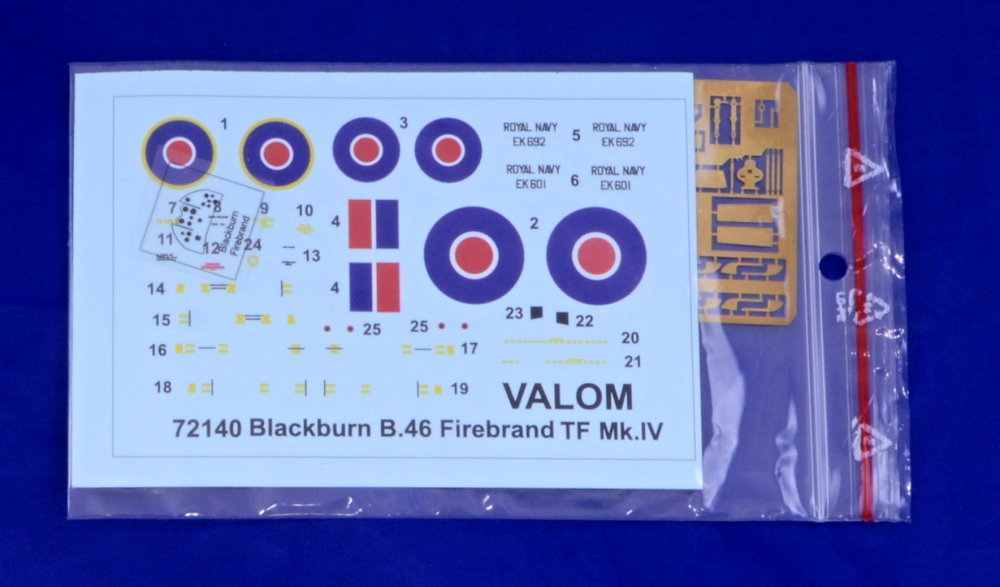 1
3
ROYAL NAVY
EK692
5
ROYAL NAVY
EK692
ROYAL NAVY
EK601
6
ROYAL NAVY
EK601
7
8
9
10
4
2
11
12
24
13
Blackburn
Firebrand
14
4
15
25
25
23
22
16
17
20
21
18
19
VALOM
72140 Blackburn B.46 Firebrand TF Mk.IV